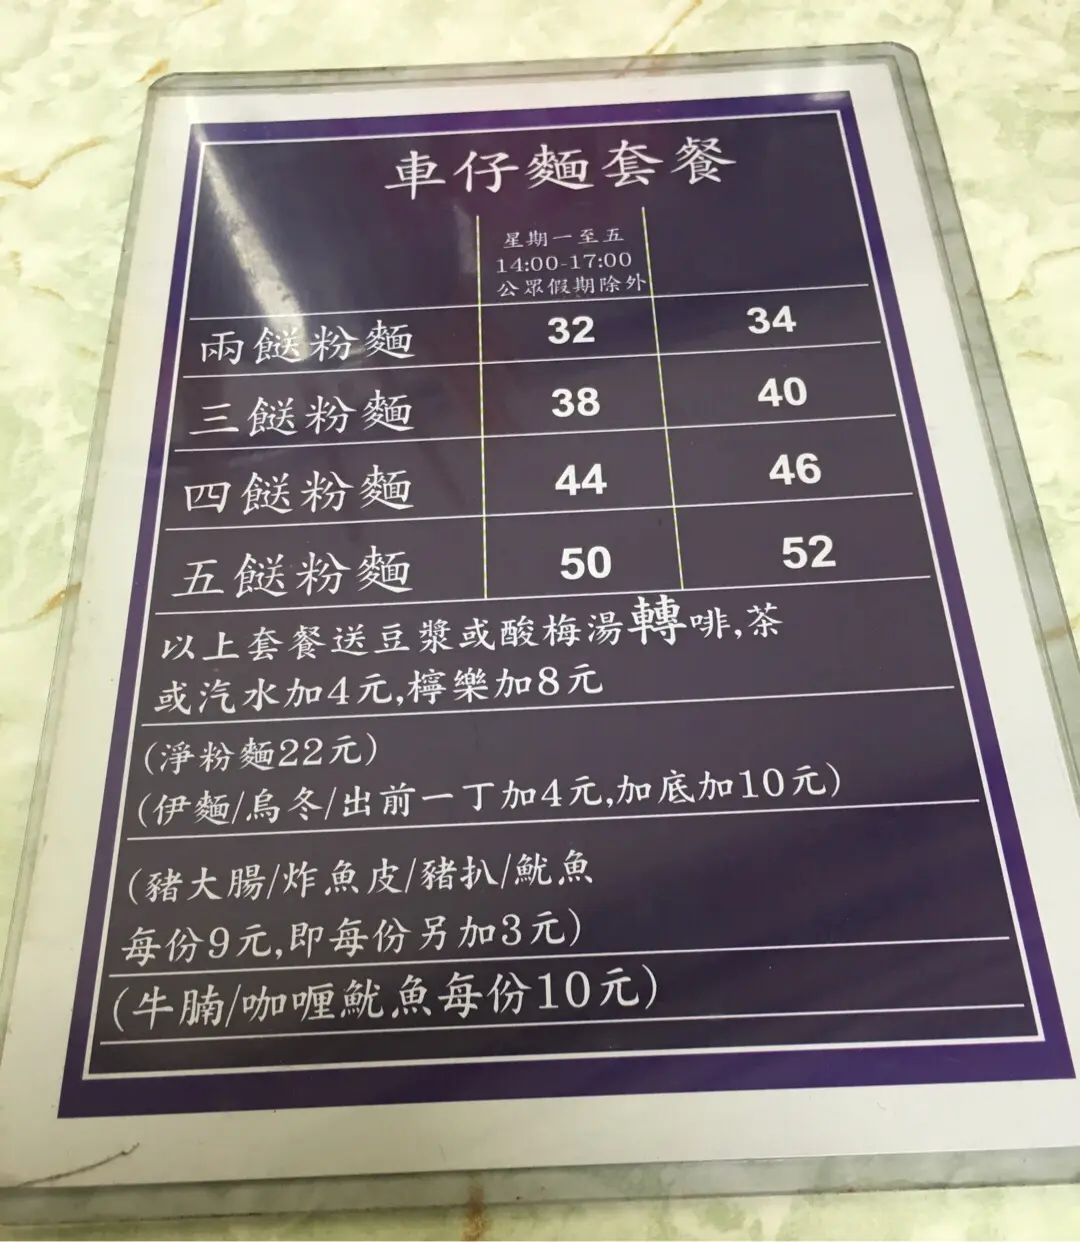 車仔麵套餐
星期一至五
14:00-17:00
公眾假期除外
兩餸粉麵 32 34
三餸粉麵 38 40
四餸粉麵 44 46
五餸粉麵 50 52
以上套餐送豆漿或酸梅湯轉啡,茶
或汽水加4元,檸樂加8元
(淨粉麵22元)
(伊麵/烏冬/出前一丁加4元,加底加10元)
(豬大腸/炸魚皮/豬扒/魷魚
每份9元,即每份另加3元)
(牛腩/咖喱魷魚每份10元)